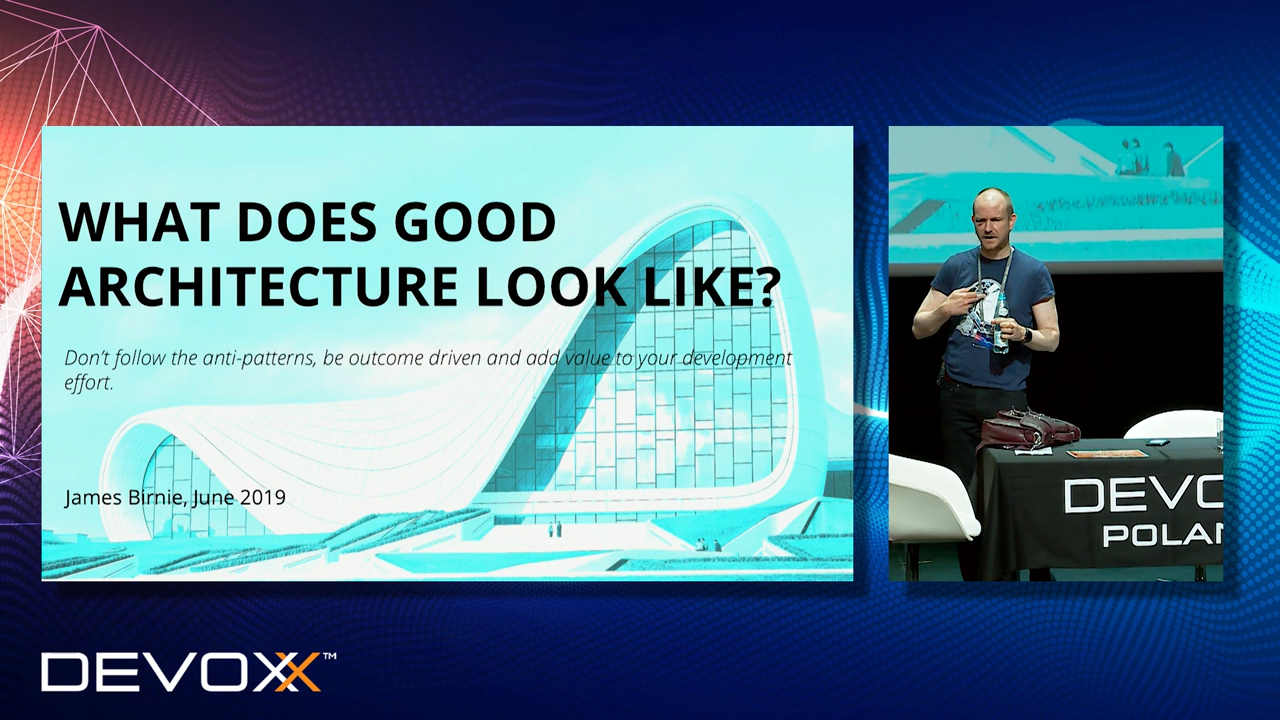 WHAT DOES GOOD
ARCHITECTURE LOOK LIKE?
Don't follow the anti-patterns, be outcome driven and add value to your development
effort.
James Birnie, June 2019
DEVO
POLAN
DEVOXX™